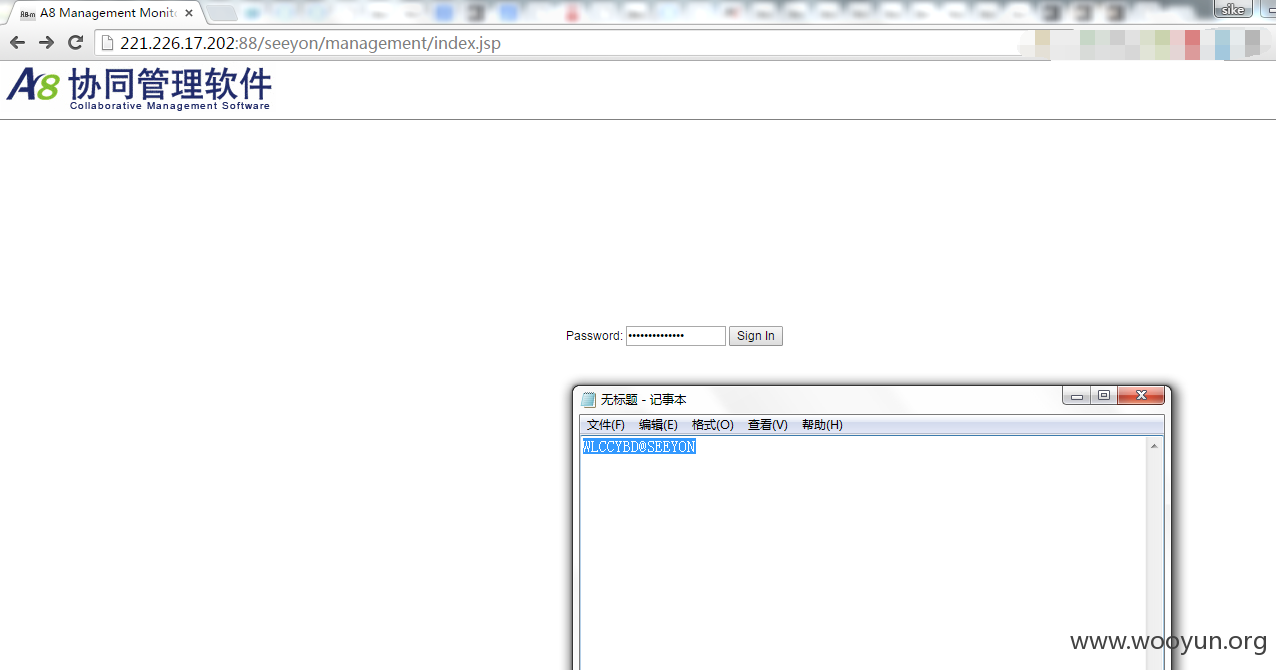 A8 Management Monito
sike
221.226.17.202:88/seeyon/management/index.jsp
A8 协同管理软件
Collaborative Management Software
Password: •••••••••••••• Sign In
无标题 - 记事本
文件(F) 编辑(E) 格式(O) 查看(V) 帮助(H)
WLCCYBD@SEEYON
www.wooyun.org